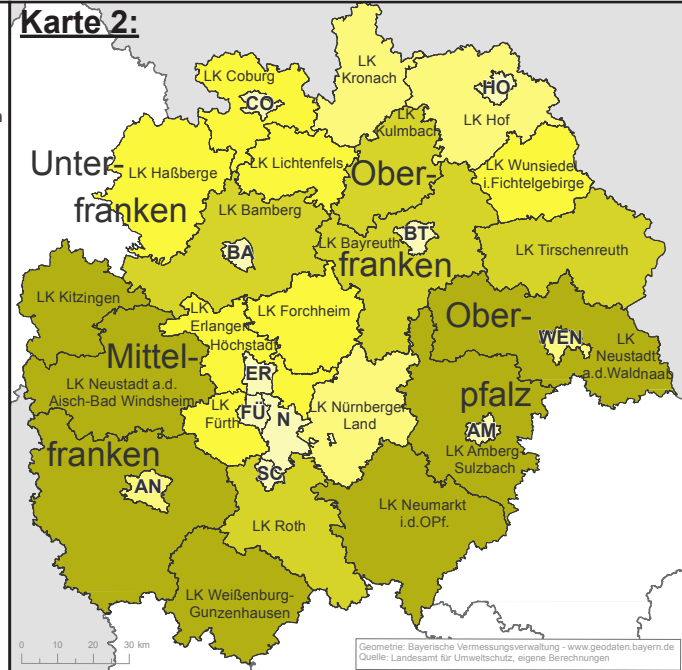 Karte 2:
LK Coburg
CO
LK
Kronach
HO
LK Hof
LK
Kulmbach
Unter-
franken
LK Haßberge
LK Lichtenfels
Ober-
franken
LK Wunsiedel
i.Fichtelgebirge
LK Bamberg
BA
LK Bayreuth
BT
LK Tirschenreuth
LK Kitzingen
LK
Erlangen
Höchstadt
LK Forchheim
Ober-
pfalz
WEN
LK
Neustadt
a.d.Waldnaab
Mittel-
franken
LK Neustadt a.d.
Aisch-Bad Windsheim
ER
FÜ
N
LK
Fürth
LK Nürnberger
Land
AM
LK Amberg
Sulzbach
SC
AN
LK Roth
LK Neumarkt
i.d.OPf.
LK Weißenburg-
Gunzenhausen
0 10 20 30 km
Geometrie: Bayerische Vermessungsverwaltung - www.geodaten.bayern.de
Quelle: Landesamt für Umweltschutz, eigene Berechnungen